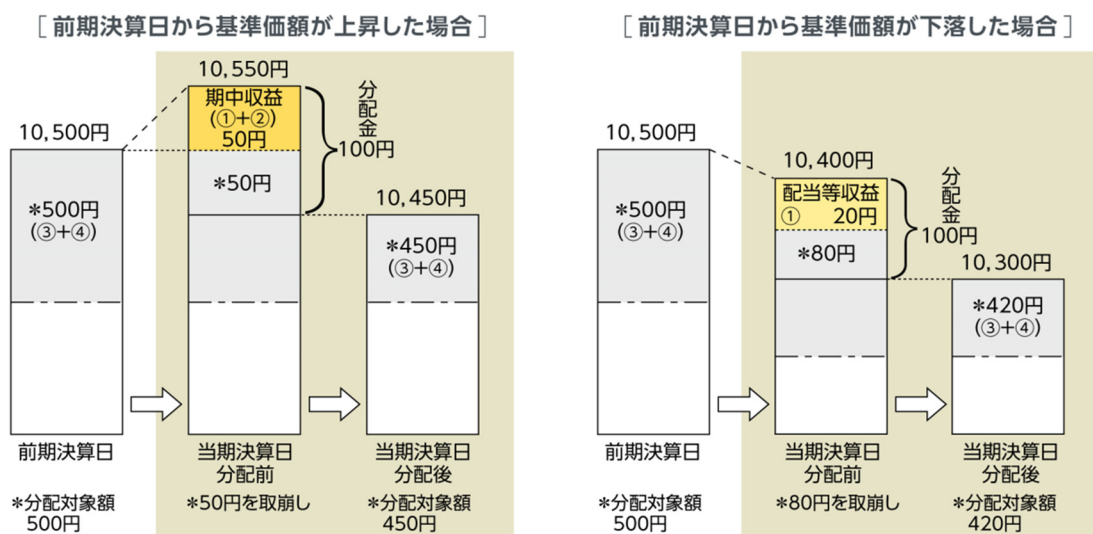 [前期決算日から基準価額が上昇した場合]
10,550円
期中収益
(①+②)
50円
分配金
100円
10,500円
*500円
(③+④)
*50円
10,450円
*450円
(③+④)
前期決算日
当期決算日
分配前
当期決算日
分配後
*分配対象額
500円
*50円を取崩し
*分配対象額
450円
[前期決算日から基準価額が下落した場合]
10,500円
*500円
(③+④)
10,400円
配当等収益
① 20円
分配金
100円
*80円
10,300円
*420円
(③+④)
前期決算日
当期決算日
分配前
当期決算日
分配後
*分配対象額
500円
*80円を取崩し
*分配対象額
420円